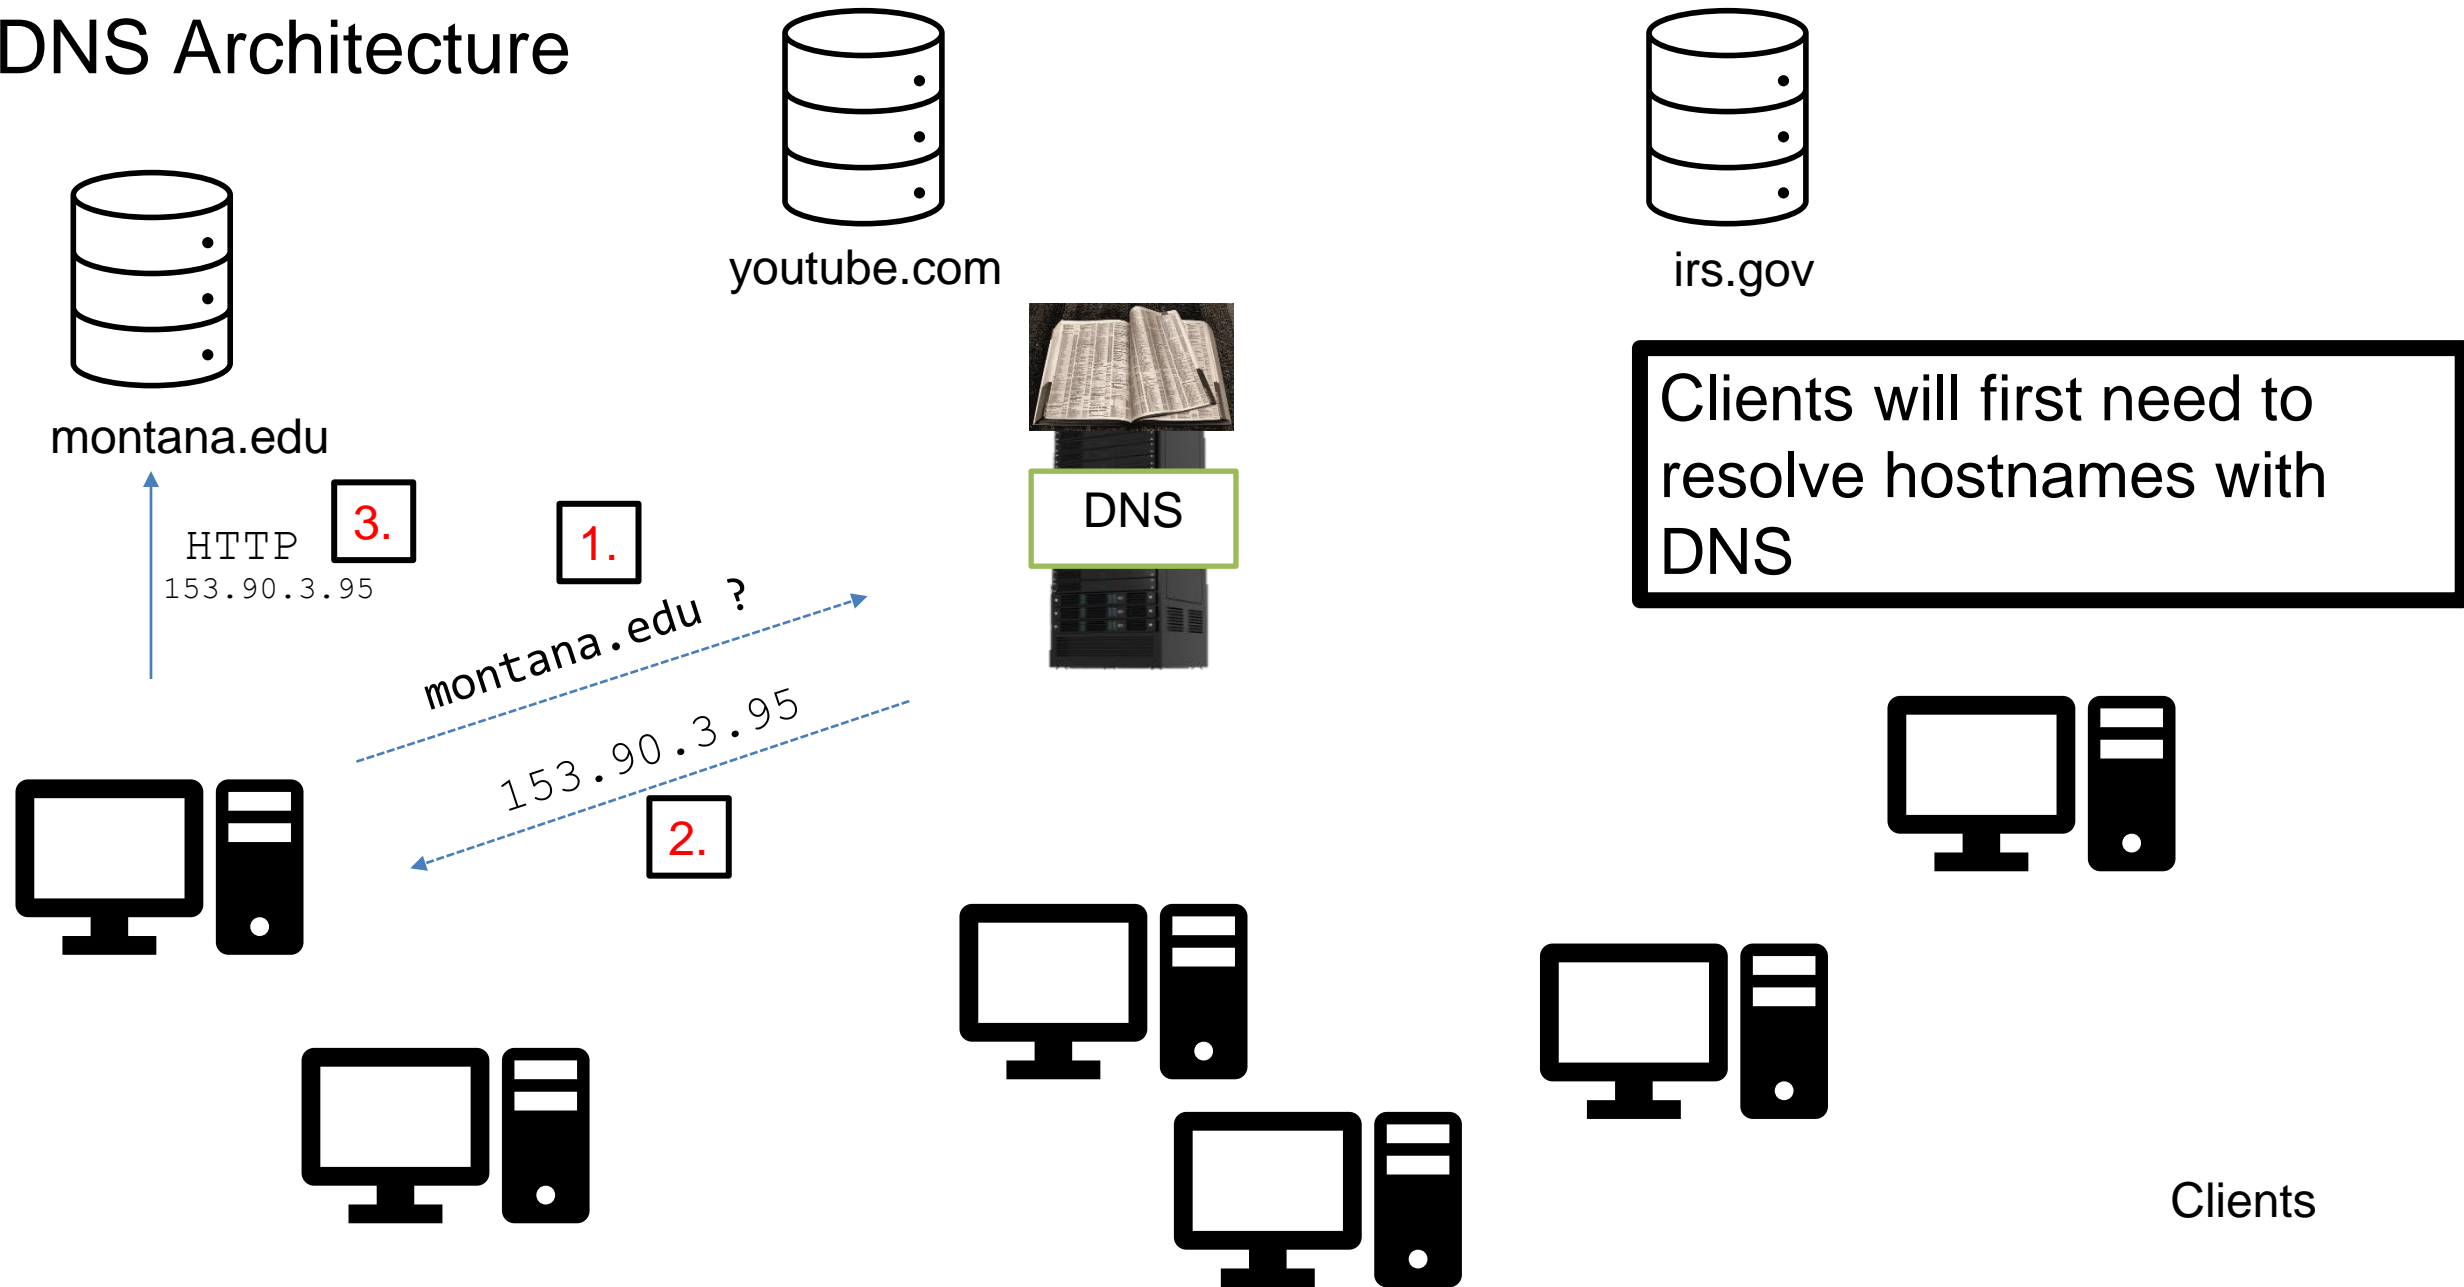 DNS Architecture
youtube.com
irs.gov
montana.edu
Clients will first need to
resolve hostnames with
DNS
DNS
3.
1.
HTTP
153.90.3.95
montana.edu ?
153.90.3.95
2.
Clients